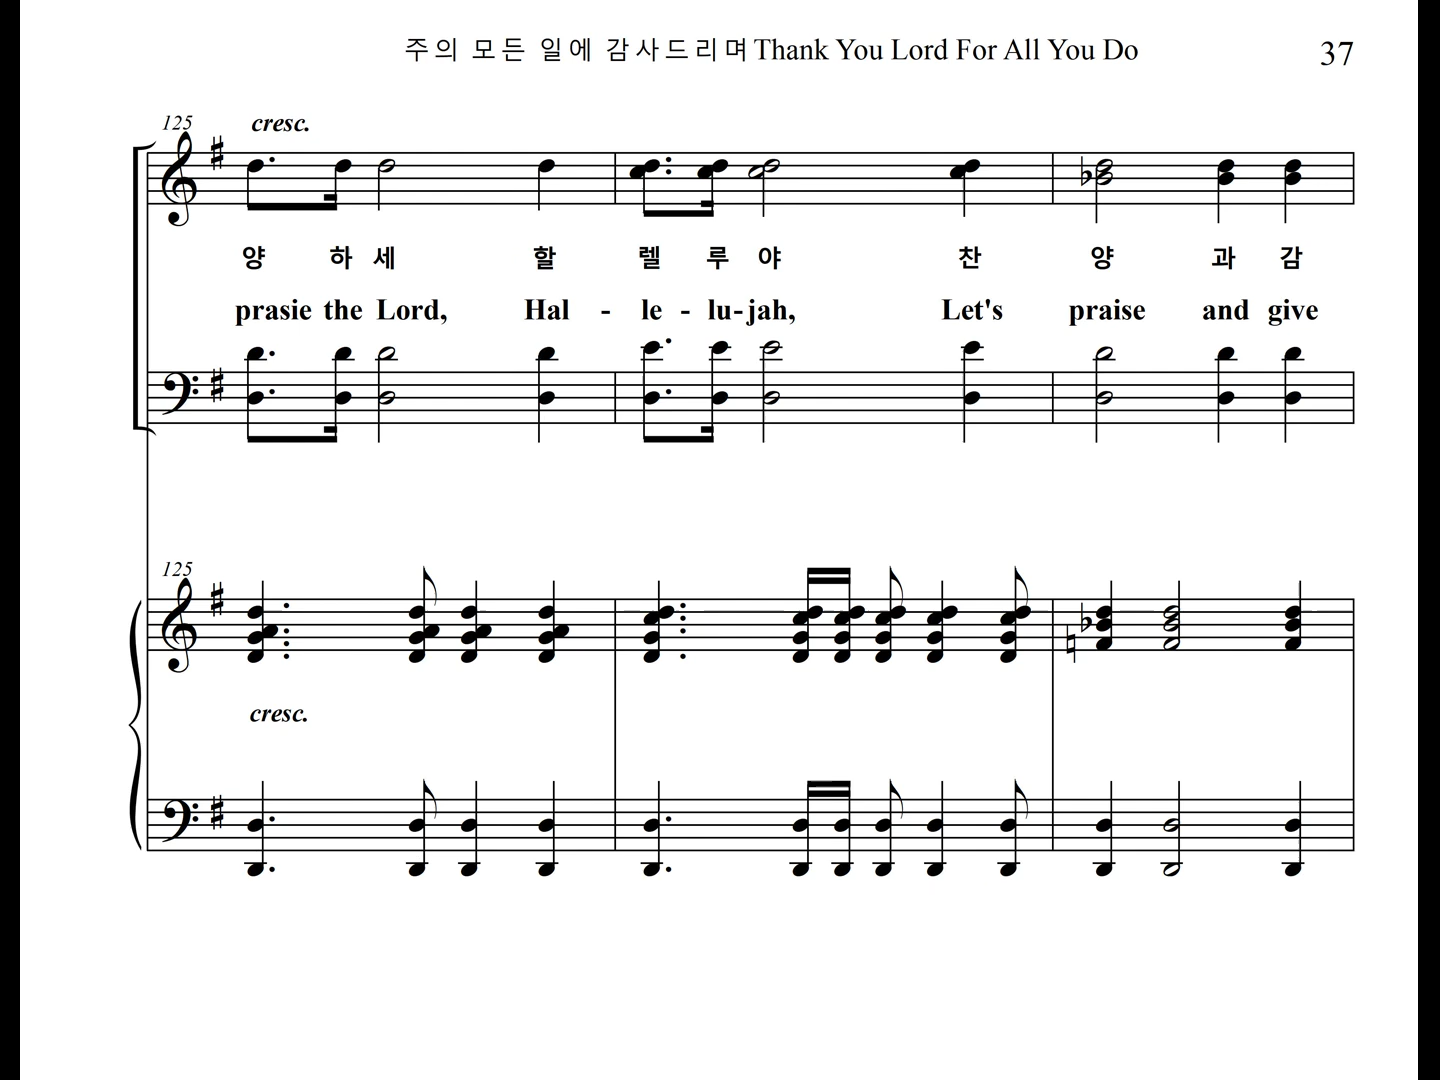 주의 모든 일에 감사드리며 Thank You Lord For All You Do
37
125
cresc.
양 하 세 할 렐 루 야 찬 양 과 감
prasie the Lord, Hal - le - lu - jah, Let's praise and give
125
cresc.